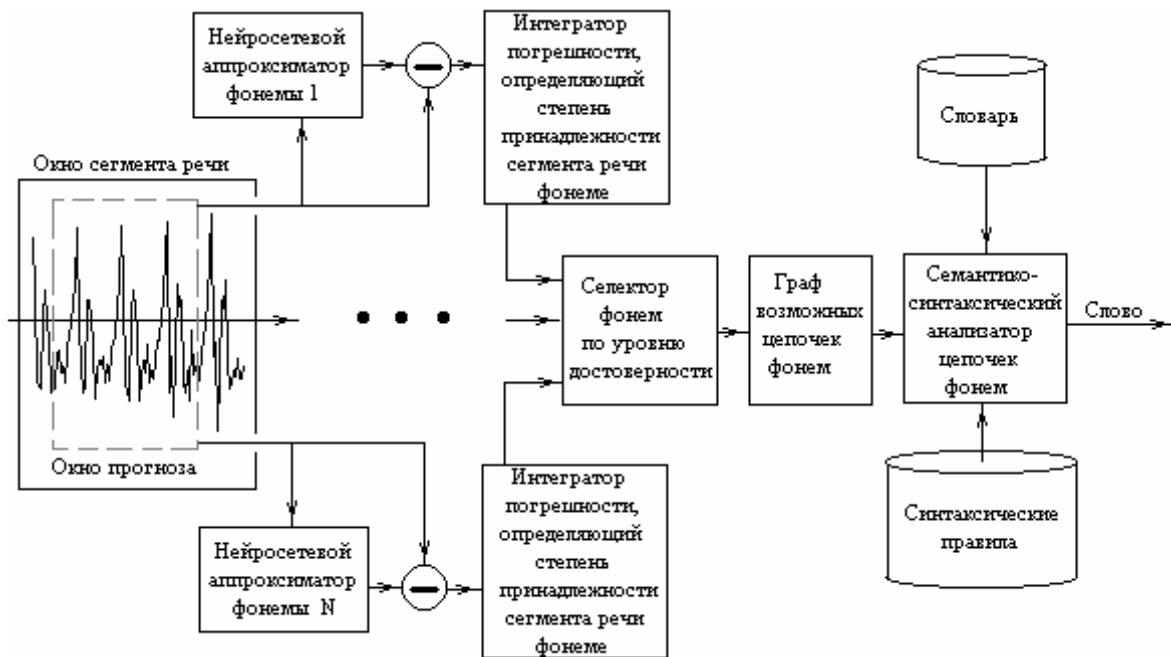 Нейросетевой
аппроксиматор
фонемы 1
Интегратор
погрешности,
определяющий
степень
принадлежности
сегмента речи
фонеме
Словарь
Окно сегмента речи
Окно прогноза
Селектор
фонем
по уровню
достоверности
Граф
возможных
цепочек
фонем
Семантико-
синтаксический
анализатор
цепочек
фонем
Слово
Нейросетевой
аппроксиматор
фонемы N
Интегратор
погрешности,
определяющий
степень
принадлежности
сегмента речи
фонеме
Синтаксические
правила